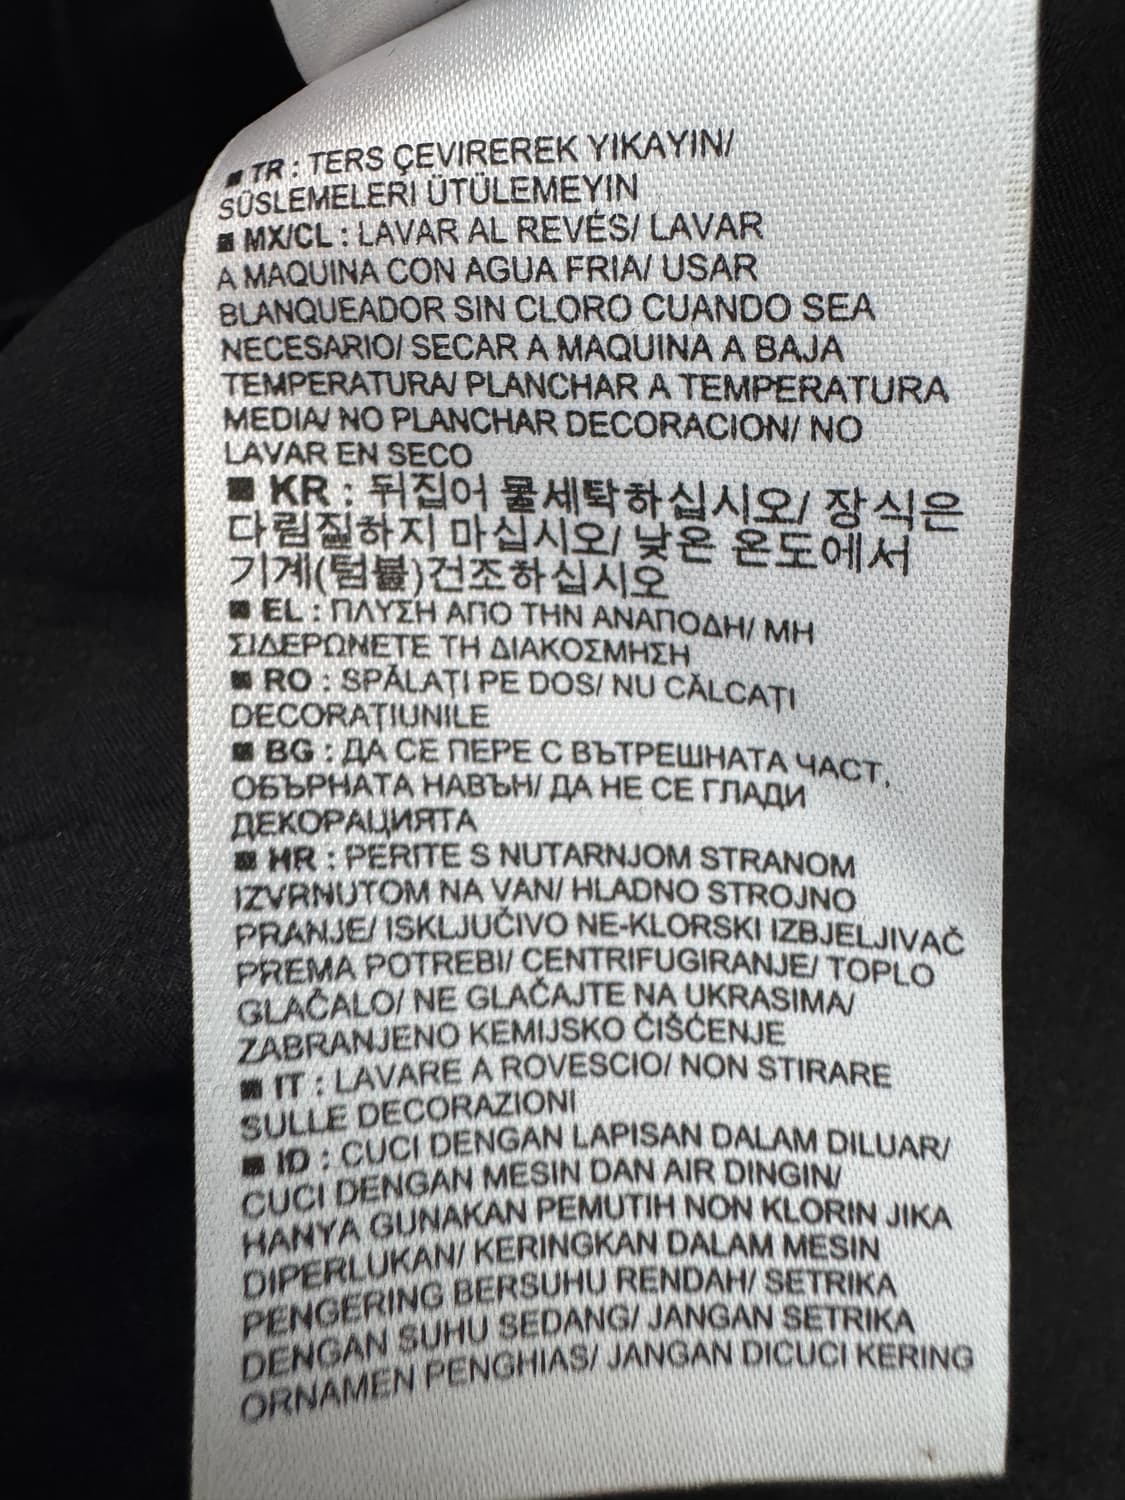 ■ TR : TERS ÇEVIREREK YIKAYIN/
SÜSLEMELERI ÜTÜLEMEYIN
■ MX/CL : LAVAR AL REVÉS/ LAVAR
A MAQUINA CON AGUA FRIA/ USAR
BLANQUEADOR SIN CLORO CUANDO SEA
NECESARIO/ SECAR A MAQUINA A BAJA
TEMPERATURA/ PLANCHAR A TEMPERATURA
MEDIA/ NO PLANCHAR DECORACION/ NO
LAVAR EN SECO
■ KR : 뒤집어 물세탁하십시오/ 장식은
다림질하지 마십시오/ 낮은 온도에서
기계(텀블)건조하십시오
■ EL : ΠΛΥΣΗ ΑΠΟ ΤΗΝ ΑΝΑΠΟΔΗ/ ΜΗ
ΣΙΔΕΡΩΝΕΤΕ ΤΗ ΔΙΑΚΟΣΜΗΣΗ
■ RO : SPĂLAȚI PE DOS/ NU CĂLCAȚI
DECORAȚIUNILE
■ BG : ДА СЕ ПЕРЕ С ВЪТРЕШНАТА ЧАСТ,
ОБЪРНАТА НАВЪН/ ДА НЕ СЕ ГЛАДИ
ДЕКОРАЦИЯТА
■ HR : PERITE S NUTARNJOM STRANOM
IZVRNUTOM NA VAN/ HLADNO STROJNO
PRANJE/ ISKLJUČIVO NE-KLORSKI IZBJELJIVAČ
PREMA POTREBI/ CENTRIFUGIRANJE/ TOPLO
GLAČALO/ NE GLAČAJTE NA UKRASIMA/
ZABRANJENO KEMIJSKO ČIŠĆENJE
■ IT : LAVARE A ROVESCIO/ NON STIRARE
SULLE DECORAZIONI
■ ID : CUCI DENGAN LAPISAN DALAM DILUAR/
CUCI DENGAN MESIN DAN AIR DINGIN/
HANYA GUNAKAN PEMUTIH NON KLORIN JIKA
DIPERLUKAN/ KERINGKAN DALAM MESIN
PENGERING BERSUHU RENDAH/ SETRIKA
DENGAN SUHU SEDANG/ JANGAN SETRIKA
ORNAMEN PENGHIAS/ JANGAN DICUCI KERING